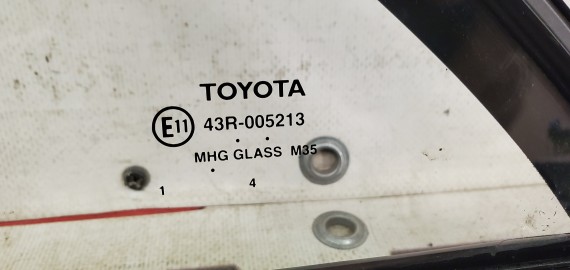 TOYOTA
E11 43R-005213
MHG GLASS M35
1 4